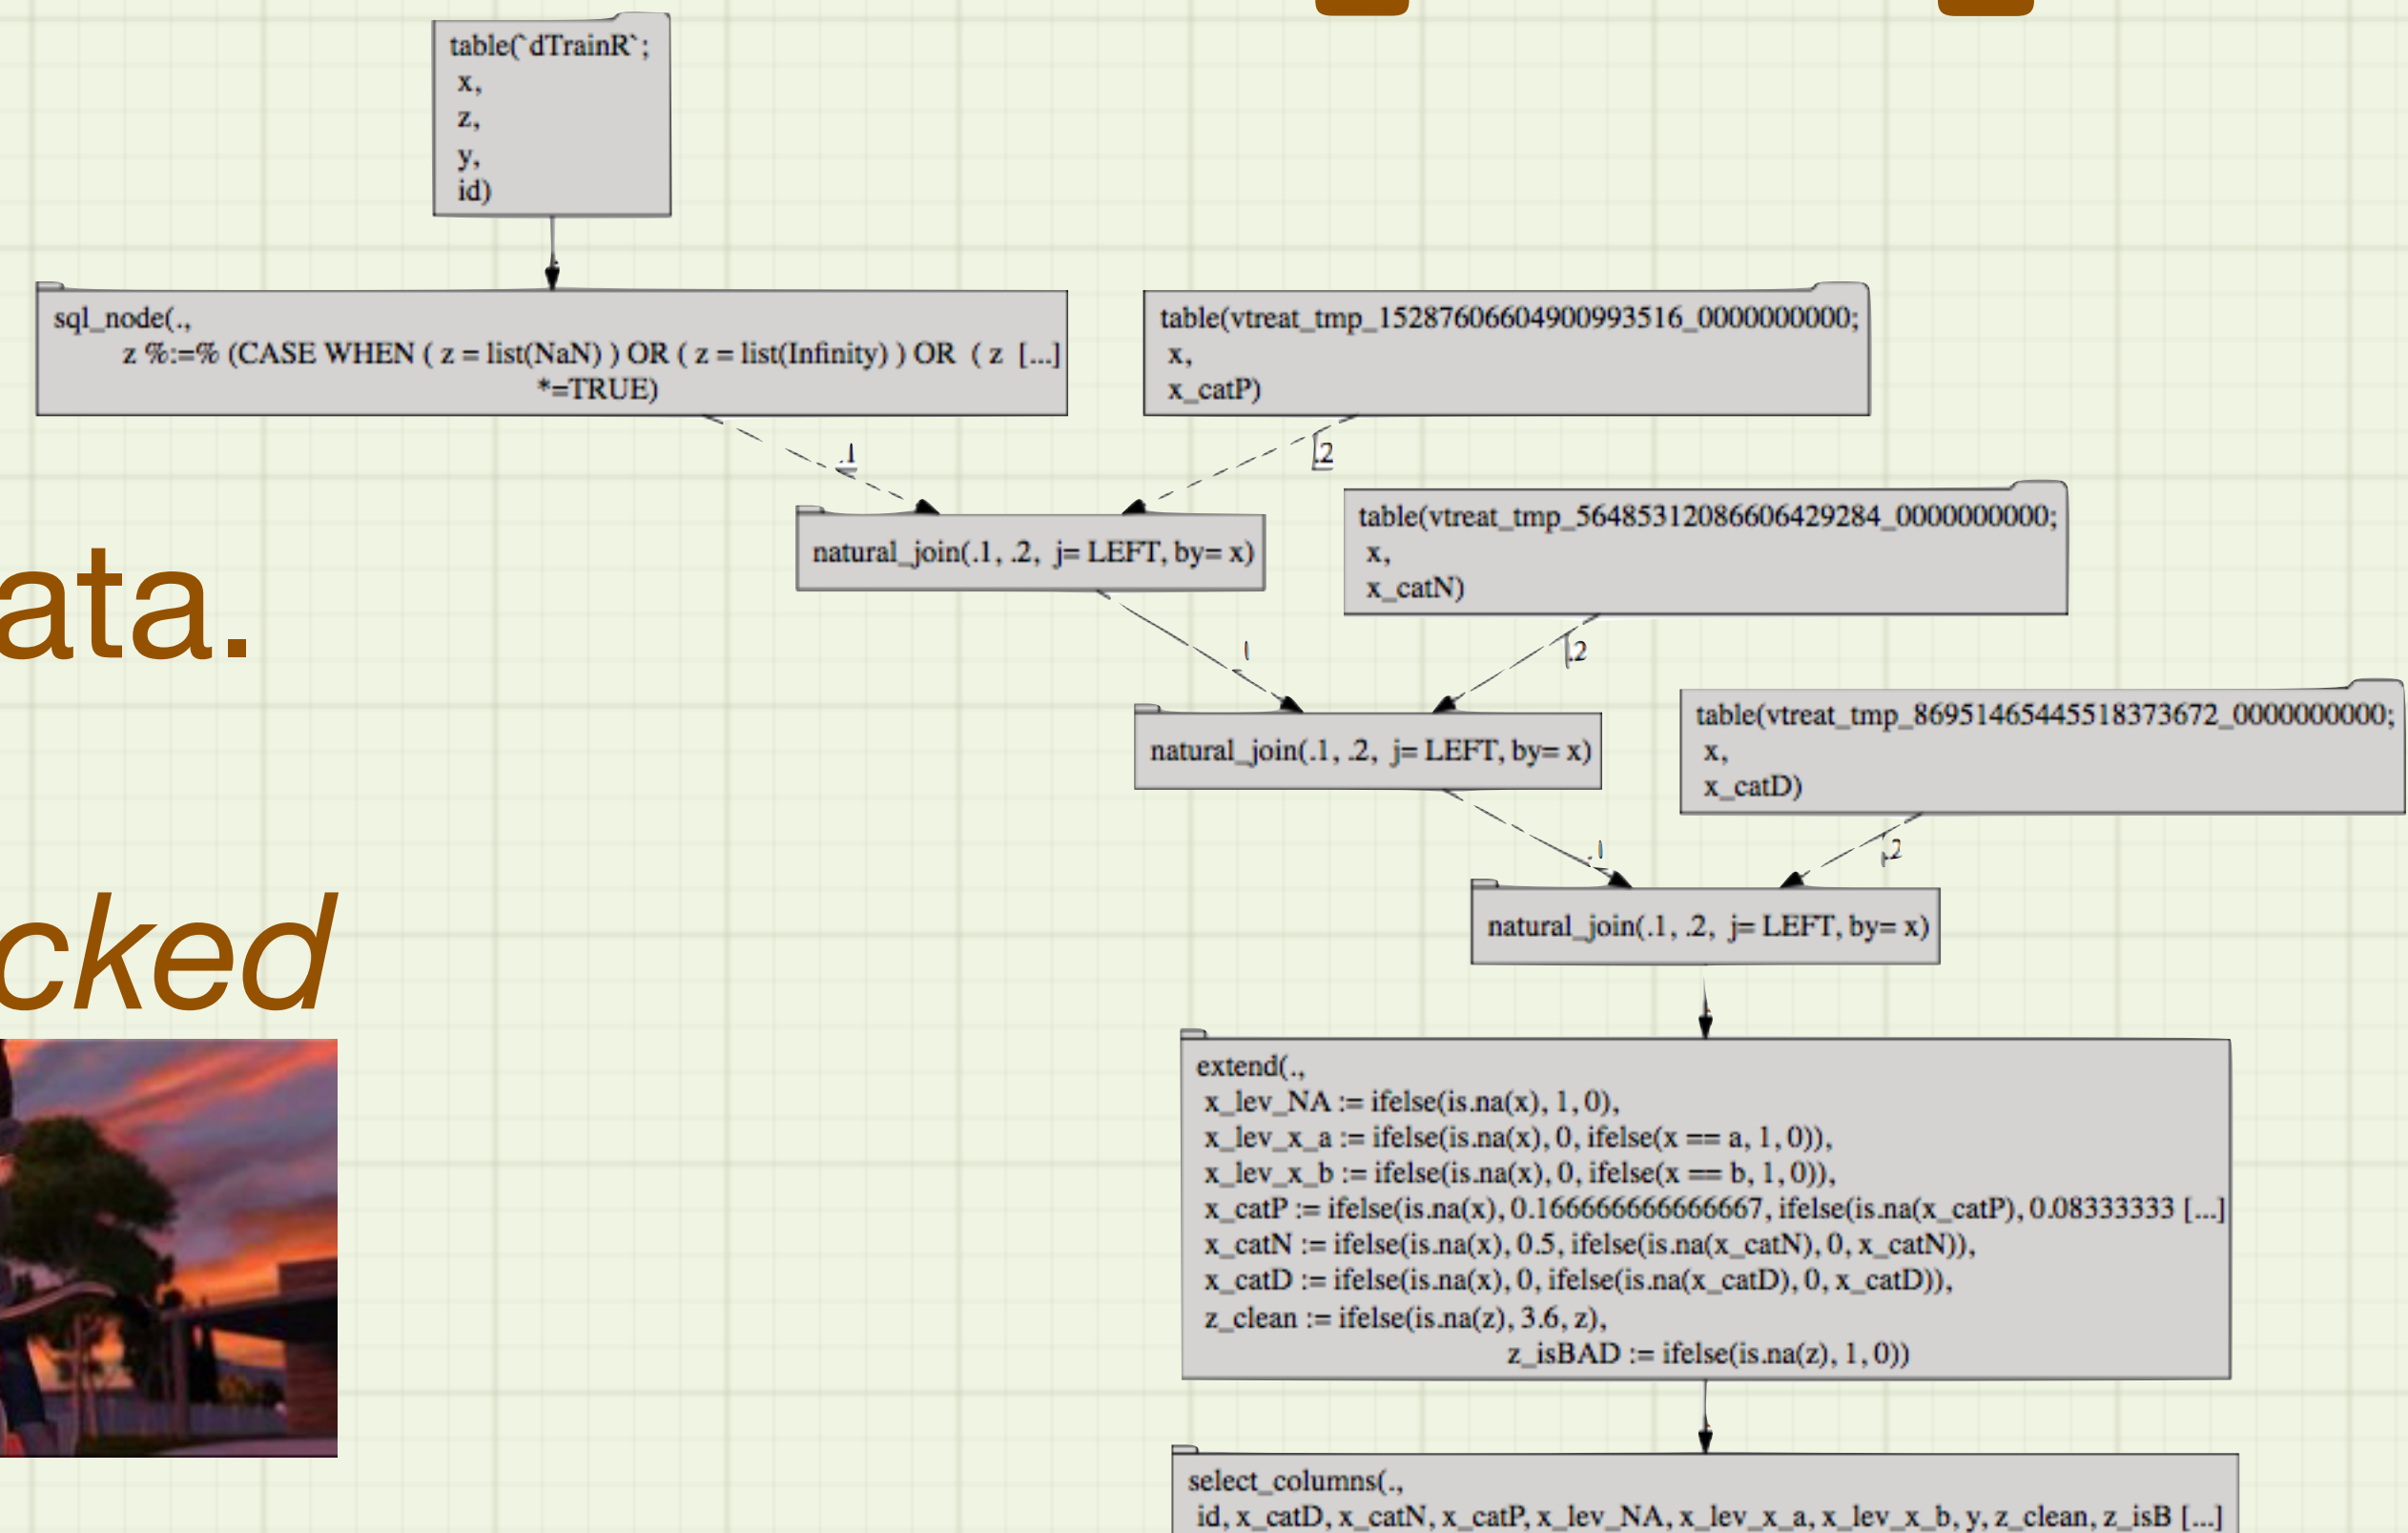 table(`dTrainR`;
x,
z,
y,
id)
sql_node(.,
z %:=% (CASE WHEN ( z = list(NaN) ) OR ( z = list(Infinity) ) OR ( z [...]
*=TRUE)
table(vtreat_tmp_15287606604900993516_0000000000;
x,
x_catP)
.1
.2
natural_join(.1, .2, j= LEFT, by= x)
table(vtreat_tmp_56485312086606429284_0000000000;
x,
x_catN)
ata.
.2
natural_join(.1, .2, j= LEFT, by= x)
table(vtreat_tmp_86951465445518373672_0000000000;
x,
x_catD)
.1
.2
cked
natural_join(.1, .2, j= LEFT, by= x)
extend(.,
x_lev_NA := ifelse(is.na(x), 1, 0),
x_lev_x_a := ifelse(is.na(x), 0, ifelse(x == a, 1, 0)),
x_lev_x_b := ifelse(is.na(x), 0, ifelse(x == b, 1, 0)),
x_catP := ifelse(is.na(x), 0.166666666666667, ifelse(is.na(x_catP), 0.08333333 [...]
x_catN := ifelse(is.na(x), 0.5, ifelse(is.na(x_catN), 0, x_catN)),
x_catD := ifelse(is.na(x), 0, ifelse(is.na(x_catD), 0, x_catD)),
z_clean := ifelse(is.na(z), 3.6, z),
z_isBAD := ifelse(is.na(z), 1, 0))
select_columns(.,
id, x_catD, x_catN, x_catP, x_lev_NA, x_lev_x_a, x_lev_x_b, y, z_clean, z_isB [...]